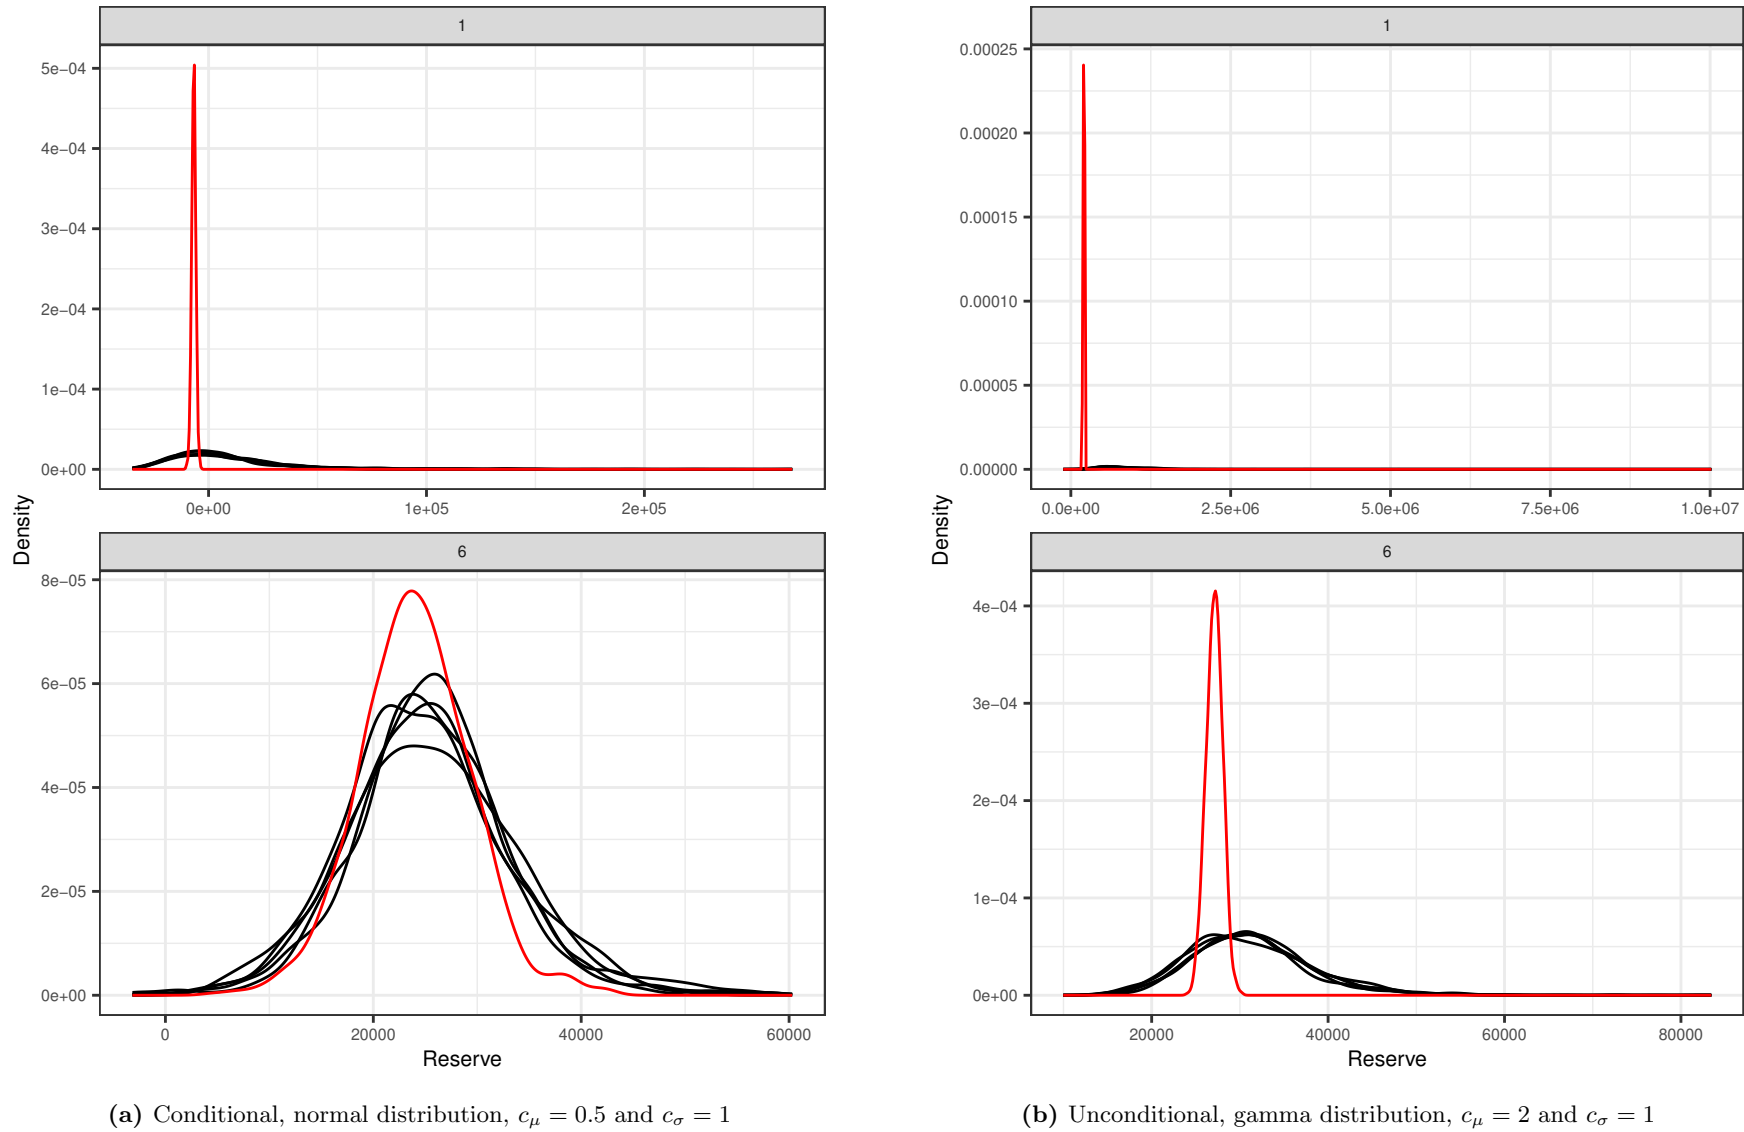 1
5e−04
4e−04
3e−04
2e−04
1e−04
0e+00
0e+00
1e+05
2e+05
6
8e−05
6e−05
4e−05
2e−05
0e+00
0
20000
40000
60000
Density
Reserve
(a) Conditional, normal distribution, cμ = 0.5 and cσ = 1
1
0.00025
0.00020
0.00015
0.00010
0.00005
0.00000
0.0e+00
2.5e+06
5.0e+06
7.5e+06
1.0e+07
6
4e−04
3e−04
2e−04
1e−04
0e+00
20000
40000
60000
80000
Density
Reserve
(b) Unconditional, gamma distribution, cμ = 2 and cσ = 1